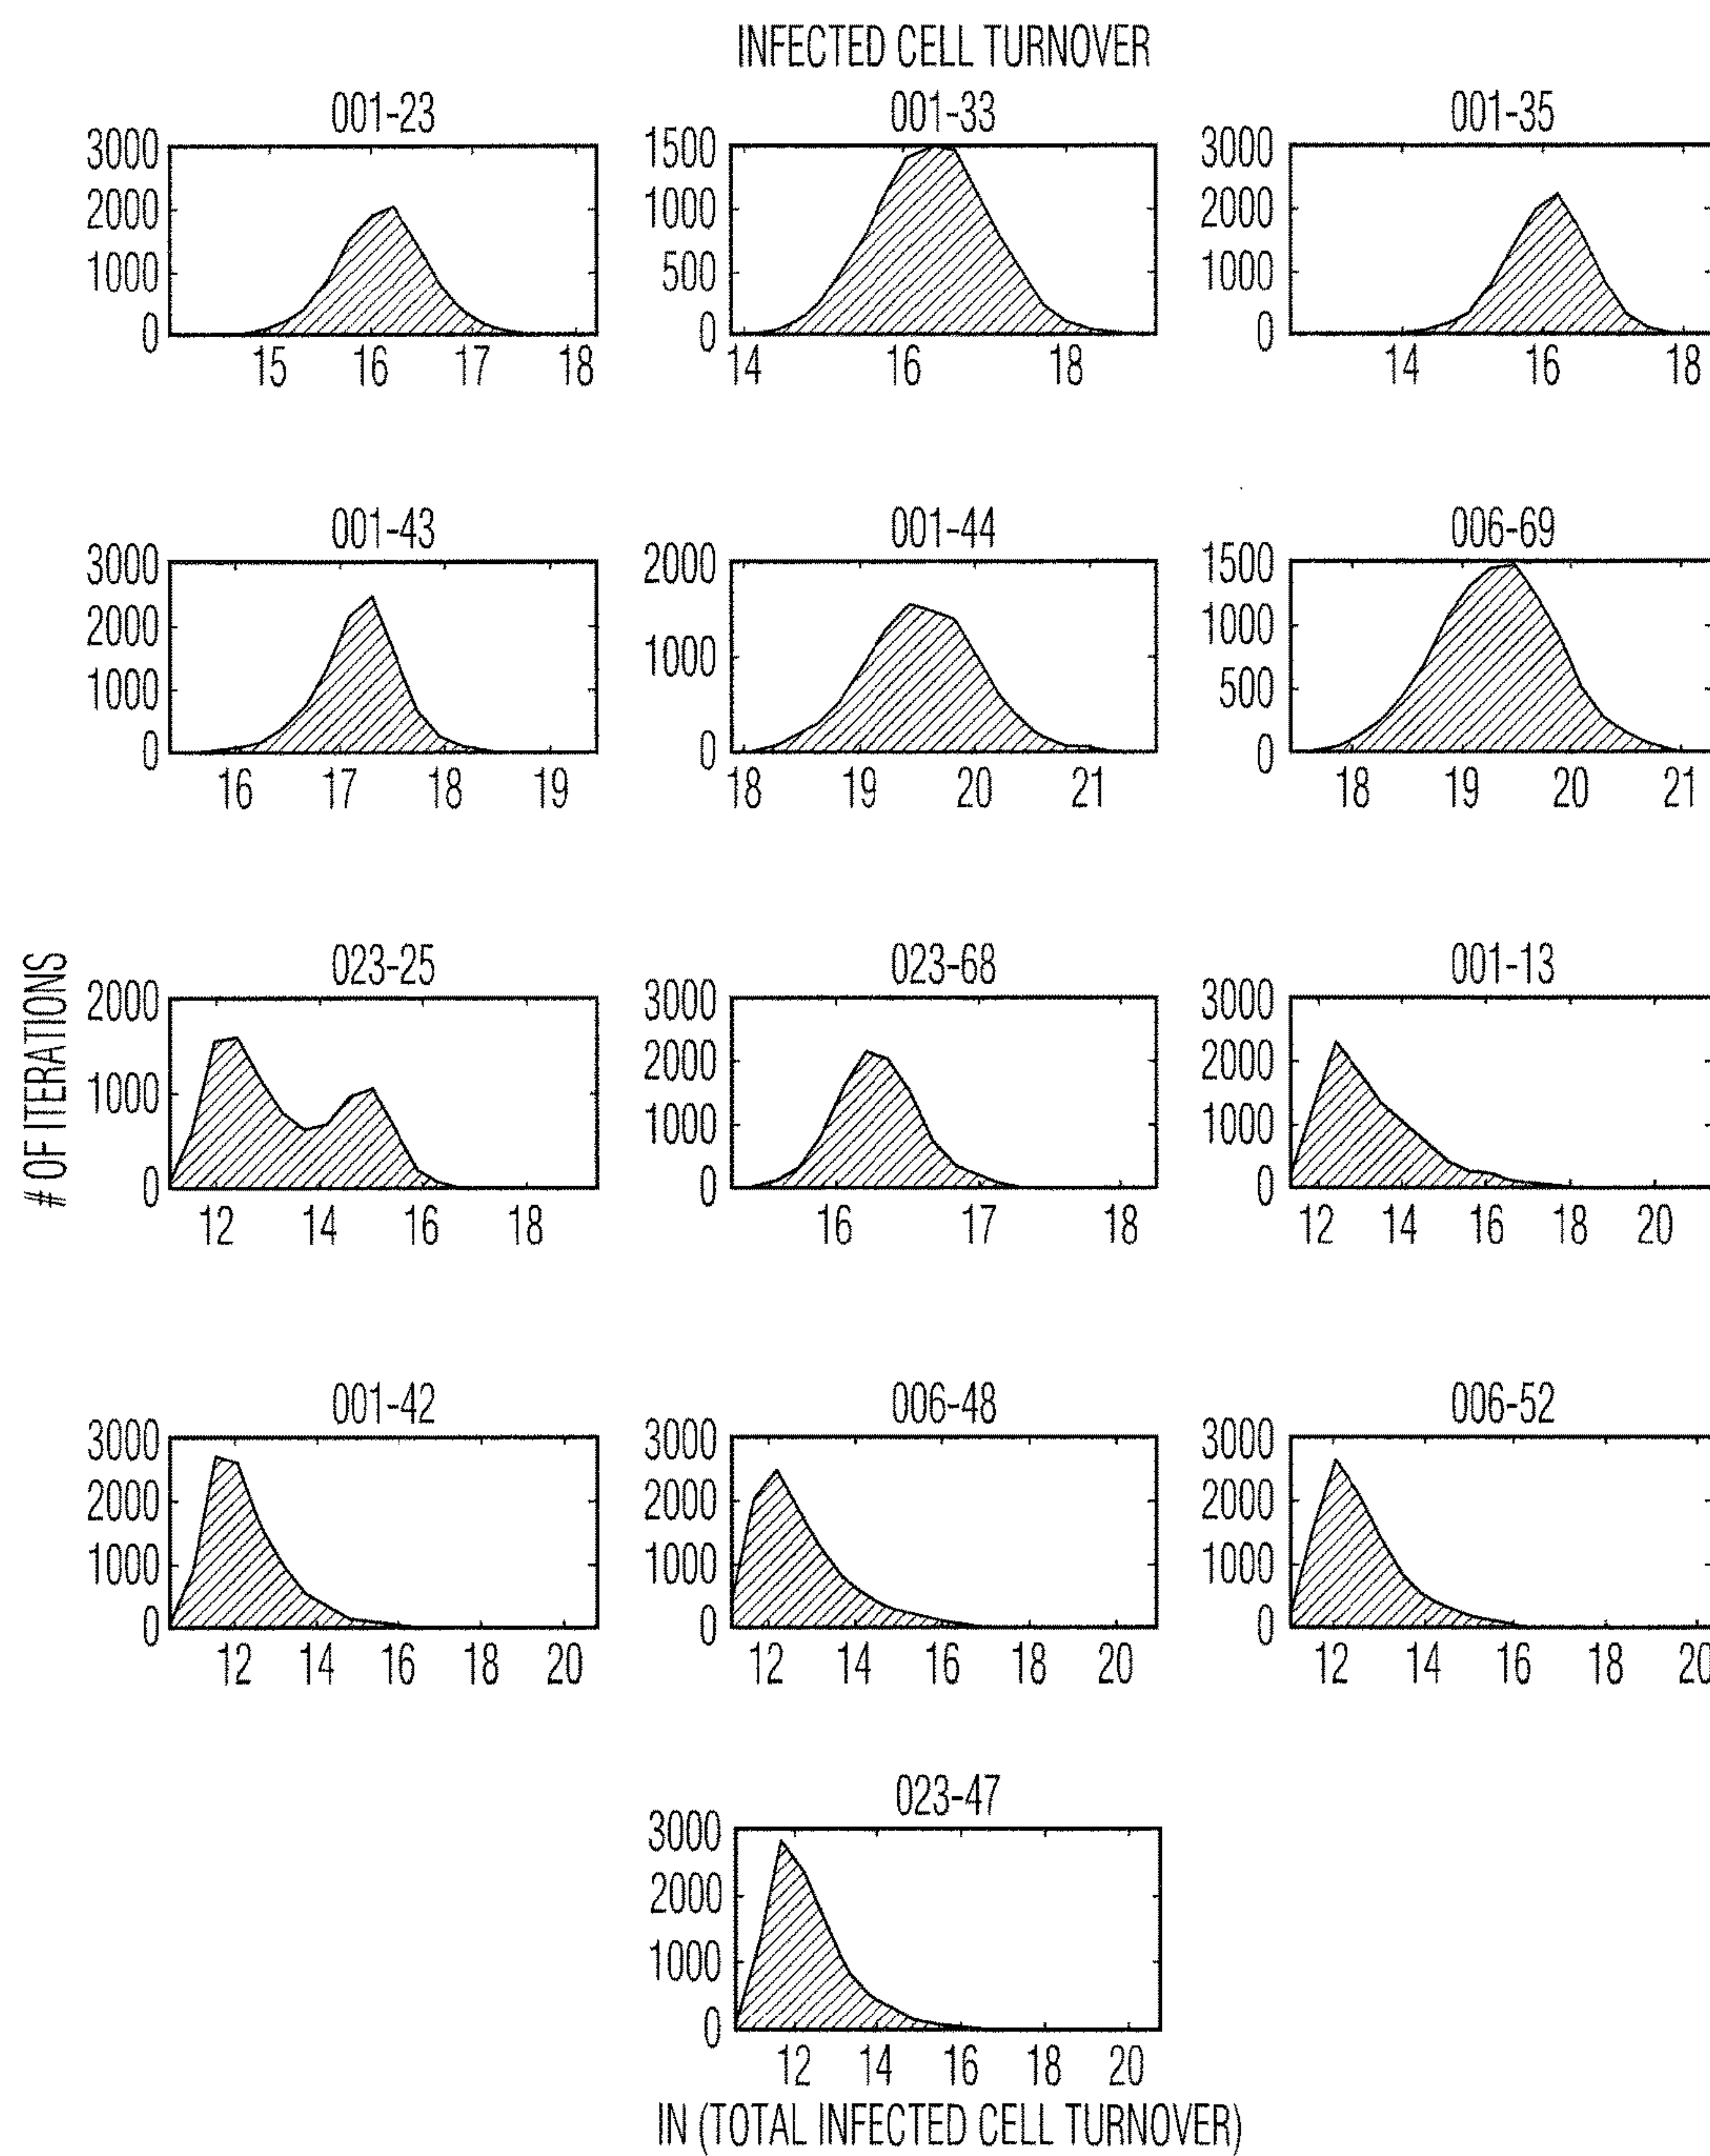 INFECTED CELL TURNOVER
001-23 001-33 001-35
3000 1500 3000
2000 1000 2000
1000 500 1000
0 0 0
15 16 17 18 14 16 18 14 16 18
001-43 001-44 006-69
3000 2000 1500
2000 1000 1000
1000 500
0 0 0
16 17 18 19 18 19 20 21 18 19 20 21
# OF ITERATIONS
023-25 023-68 001-13
2000 3000 3000
1000 2000 2000
1000 1000
0 0 0
12 14 16 18 16 17 18 12 14 16 18 20
001-42 006-48 006-52
3000 3000 3000
2000 2000 2000
1000 1000 1000
0 0 0
12 14 16 18 20 12 14 16 18 20 12 14 16 18 20
023-47
3000
2000
1000
0
12 14 16 18 20
IN (TOTAL INFECTED CELL TURNOVER)